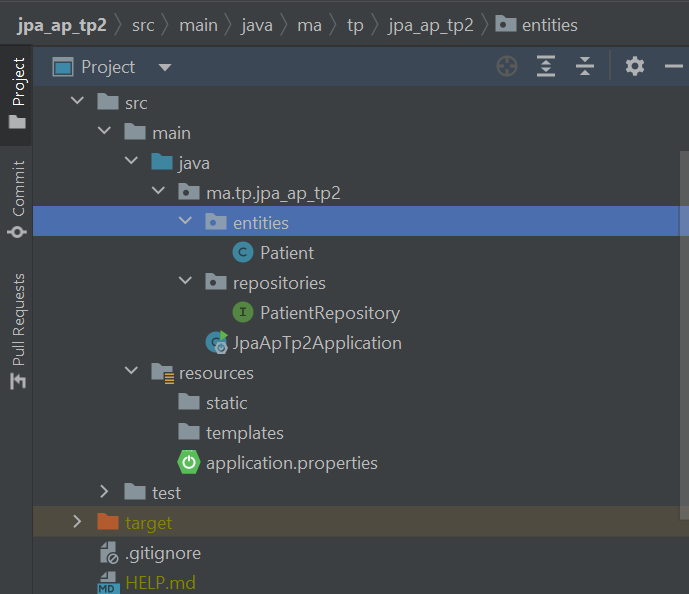 jpa_ap_tp2 src main java ma tp jpa_ap_tp2 entities
Project
Commit
Pull Requests
Project
src
main
java
ma.tp.jpa_ap_tp2
entities
C Patient
repositories
I PatientRepository
JpaApTp2Application
resources
static
templates
application.properties
test
target
.gitignore
MD HELP.md